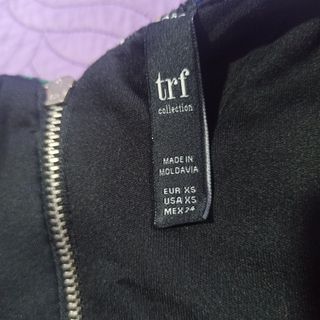 trf
collection
MADE IN
MOLDAVIA
EUR XS
USA XS
MEX 24